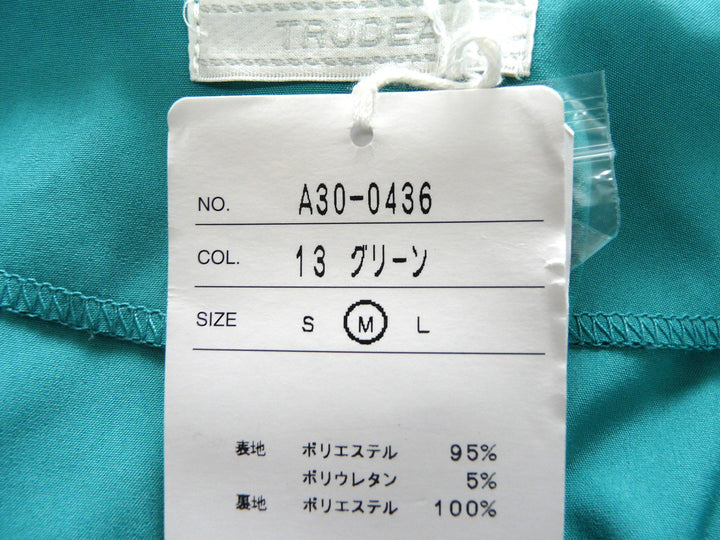 TRUDEA
NO. A30-0436
COL. 13 グリーン
SIZE S M L
表地 ポリエステル 95%
ポリウレタン 5%
裏地 ポリエステル 100%